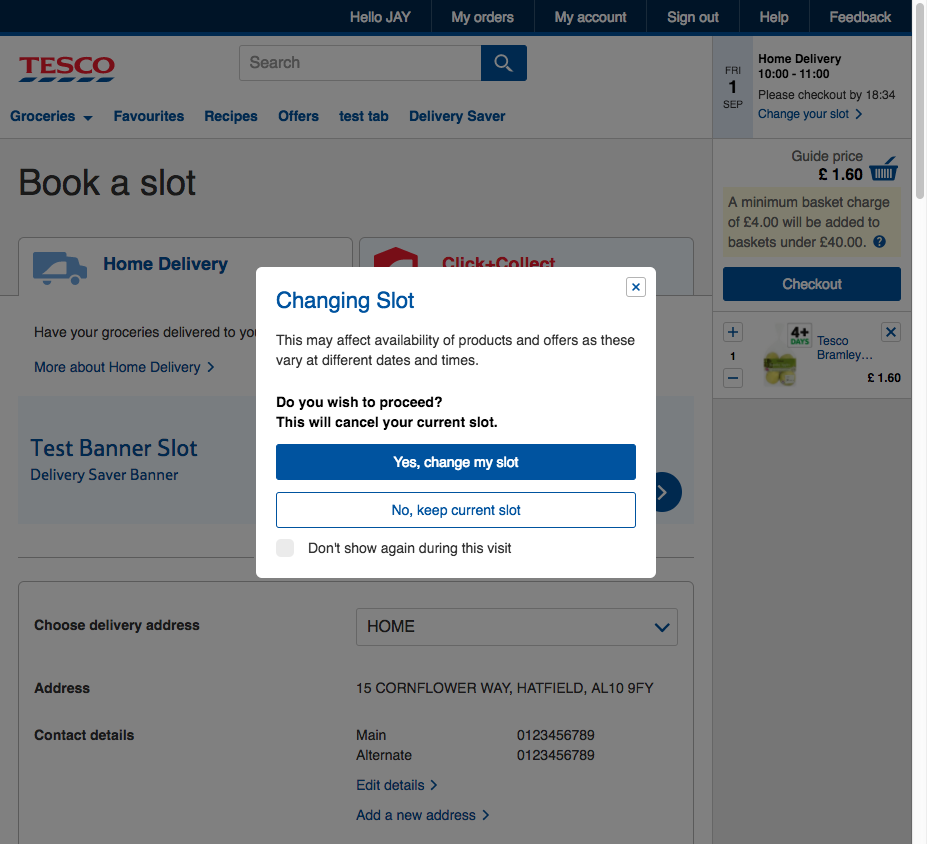 Hello JAY
My orders
My account
Sign out
Help
Feedback
TESCO
Search
Groceries
Favourites
Recipes
Offers
test tab
Delivery Saver
FRI
1
SEP
Home Delivery
10:00 - 11:00
Please checkout by 18:34
Change your slot
Guide price
£ 1.60
A minimum basket charge
of £4.00 will be added to
baskets under £40.00. ?
Checkout
1
4+
DAYS
Tesco
Bramley...
£ 1.60
Book a slot
Home Delivery
Click+Collect
Have your groceries delivered to you
More about Home Delivery
Test Banner Slot
Delivery Saver Banner
Changing Slot
This may affect availability of products and offers as these
vary at different dates and times.
Do you wish to proceed?
This will cancel your current slot.
Yes, change my slot
No, keep current slot
Don't show again during this visit
Choose delivery address
HOME
Address
15 CORNFLOWER WAY, HATFIELD, AL10 9FY
Contact details
Main 0123456789
Alternate 0123456789
Edit details
Add a new address